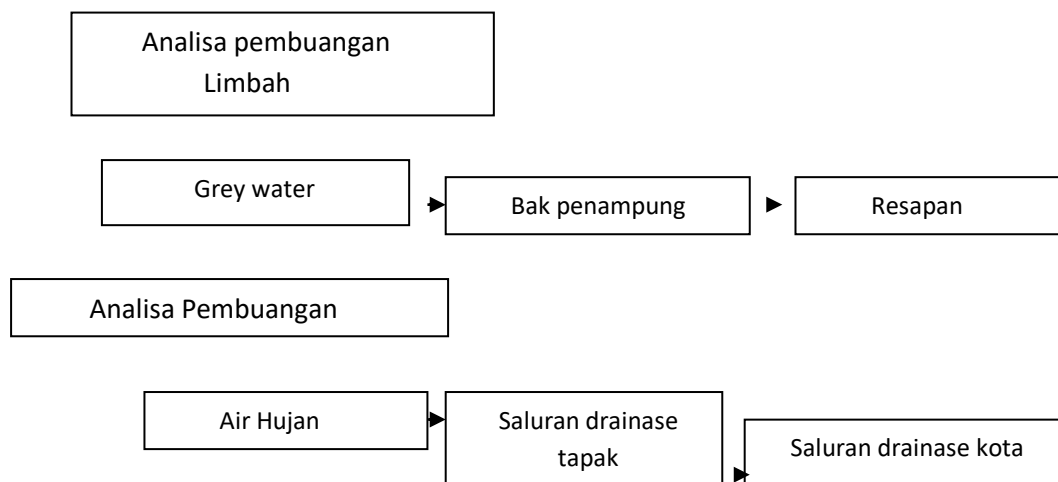 Analisa pembuangan
Limbah
Grey water
Bak penampung
Resapan
Analisa Pembuangan
Air Hujan
Saluran drainase
tapak
Saluran drainase kota